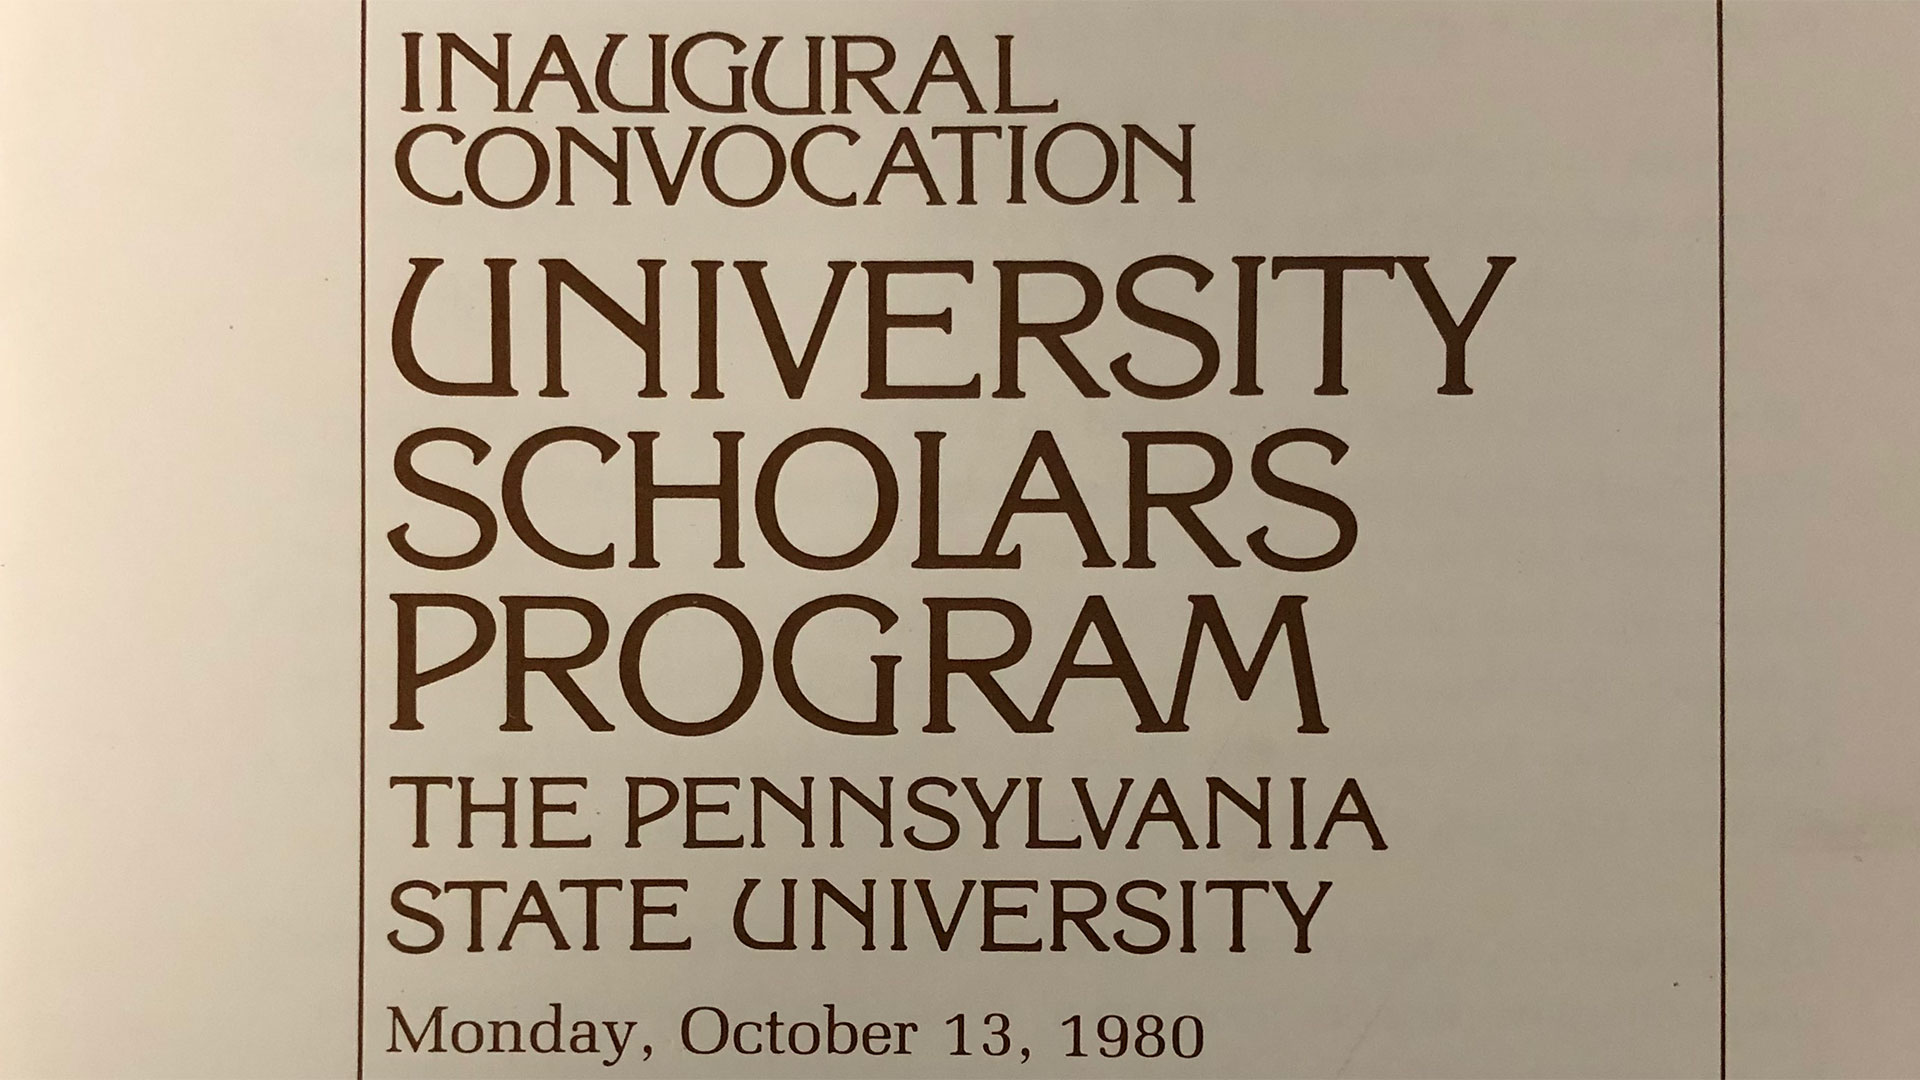 INAUGURAL
CONVOCATION
UNIVERSITY
SCHOLARS
PROGRAM
THE PENNSYLVANIA
STATE UNIVERSITY
Monday, October 13, 1980